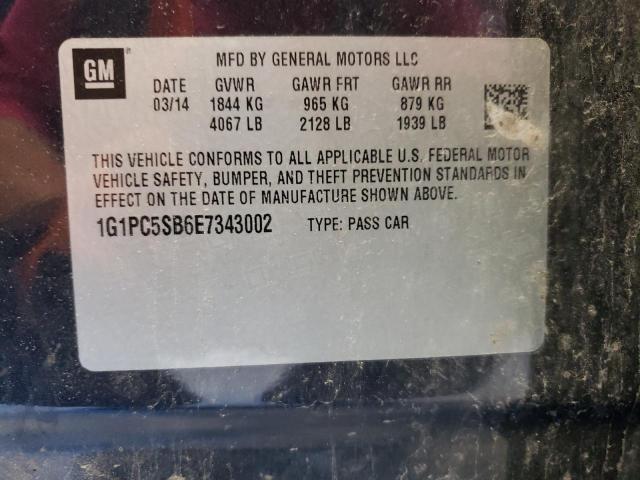 GM
MFD BY GENERAL MOTORS LLC
DATE GVWR GAWR FRT GAWR RR
03/14 1844 KG 965 KG 879 KG
4067 LB 2128 LB 1939 LB
THIS VEHICLE CONFORMS TO ALL APPLICABLE U.S. FEDERAL MOTOR
VEHICLE SAFETY, BUMPER, AND THEFT PREVENTION STANDARDS IN
EFFECT ON THE DATE OF MANUFACTURE SHOWN ABOVE.
1G1PC5SB6E7343002 TYPE: PASS CAR